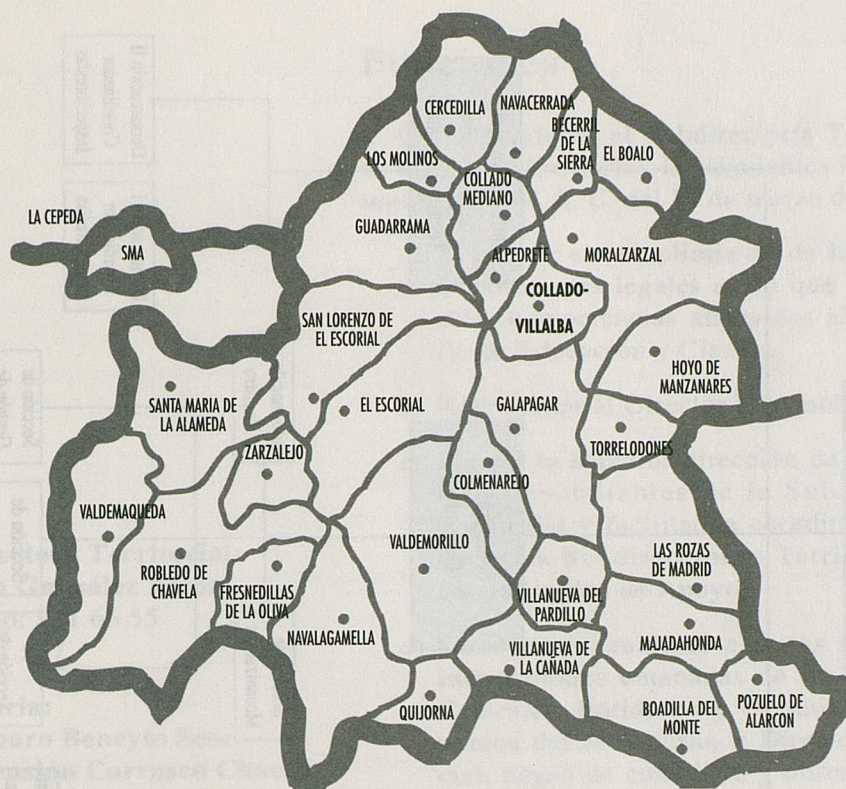 CERCEDILLA
NAVACERRADA
BECERRIL
DE LA
SIERRA
EL BOALO
LOS MOLINOS
COLLADO
MEDIANO
LA CEPEDA
SMA
GUADARRAMA
ALPEDRETE
MORALZARZAL
COLLADO-
VILLALBA
SAN LORENZO DE
EL ESCORIAL
HOYO DE
MANZANARES
SANTA MARIA DE
LA ALAMEDA
EL ESCORIAL
GALAPAGAR
TORRELODONES
ZARZALEJO
COLMENAREJO
VALDEMAQUEDA
VALDEMORILLO
LAS ROZAS
DE MADRID
ROBLEDO DE
CHAVELA
FRESNEDILLAS
DE LA OLIVA
VILLANUEVA DEL
PARDILLO
NAVALAGAMELLA
VILLANUEVA DE
LA CAÑADA
MAJADAHONDA
QUIJORNA
BOADILLA DEL
MONTE
POZUELO DE
ALARCON